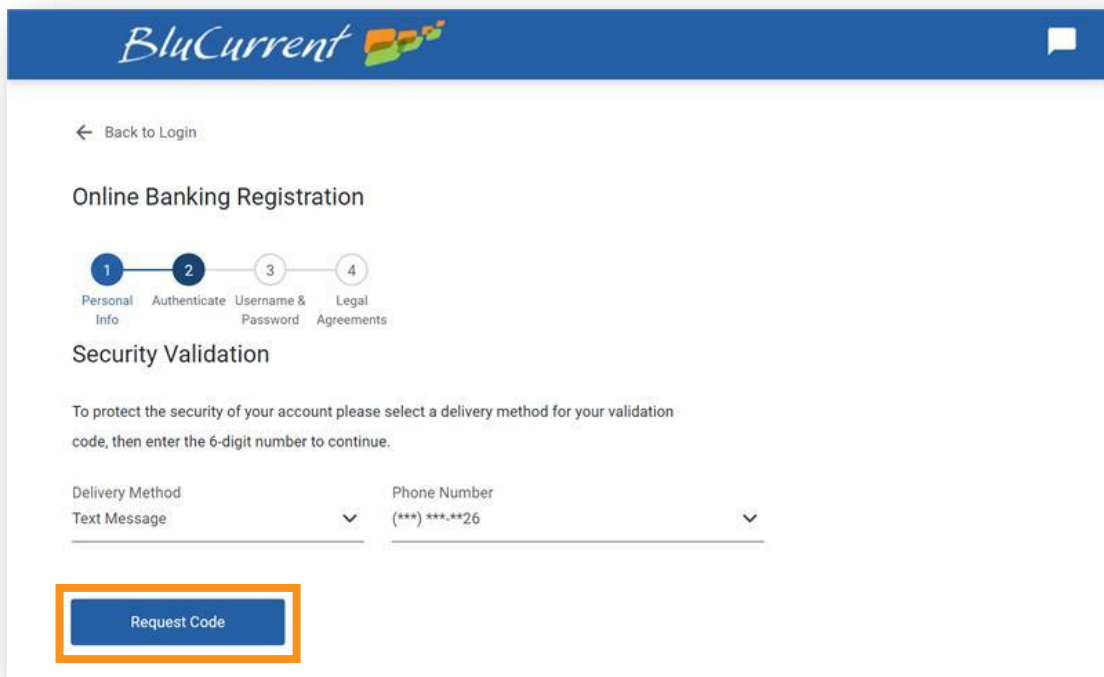 BluCurrent
Back to Login
Online Banking Registration
1 2 3 4
Personal Authenticate Username & Legal
Info Password Agreements
Security Validation
To protect the security of your account please select a delivery method for your validation
code, then enter the 6-digit number to continue.
Delivery Method Phone Number
Text Message (***) ***-**26
Request Code